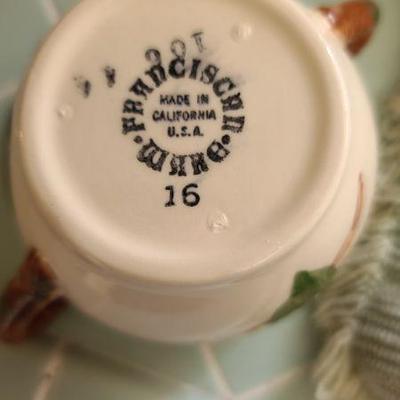 FRANCISCAN
MADE IN
CALIFORNIA
U.S.A.
WARE
16